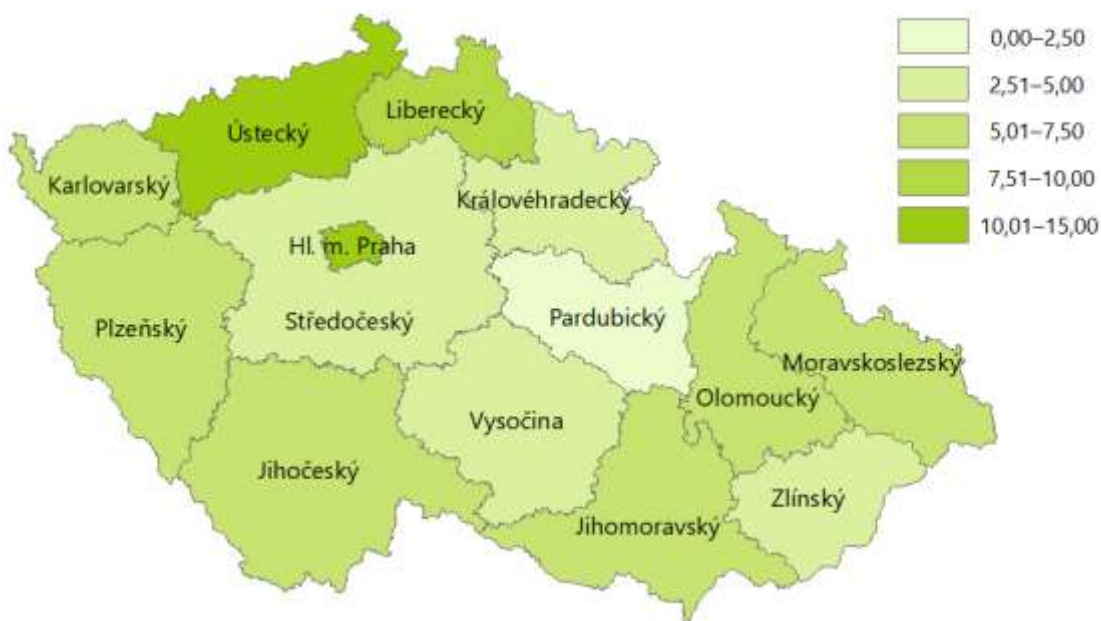 0,00–2,50
2,51–5,00
5,01–7,50
7,51–10,00
10,01–15,00
Liberecký
Ústecký
Karlovarský
Královéhradecký
Hl. m. Praha
Středočeský
Pardubický
Plzeňský
Moravskoslezský
Olomoucký
Vysočina
Jihočeský
Zlínský
Jihomoravský